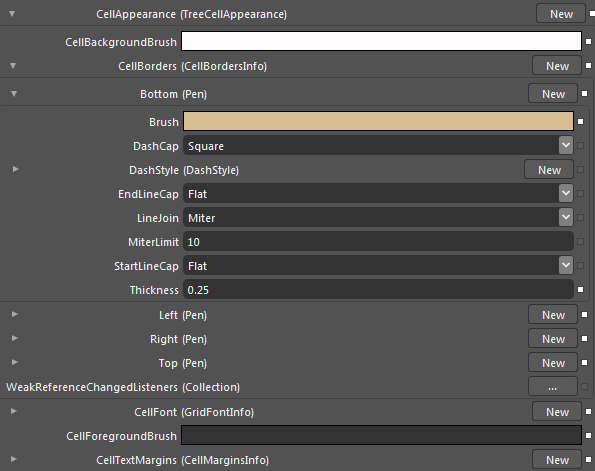 CellAppearance (TreeCellAppearance) New
CellBackgroundBrush
CellBorders (CellBordersInfo) New
Bottom (Pen) New
Brush
DashCap Square
DashStyle (DashStyle) New
EndLineCap Flat
LineJoin Miter
MiterLimit 10
StartLineCap Flat
Thickness 0.25
Left (Pen) New
Right (Pen) New
Top (Pen) New
WeakReferenceChangedListeners (Collection) ...
CellFont (GridFontInfo) New
CellForegroundBrush
CellTextMargins (CellMarginsInfo) New